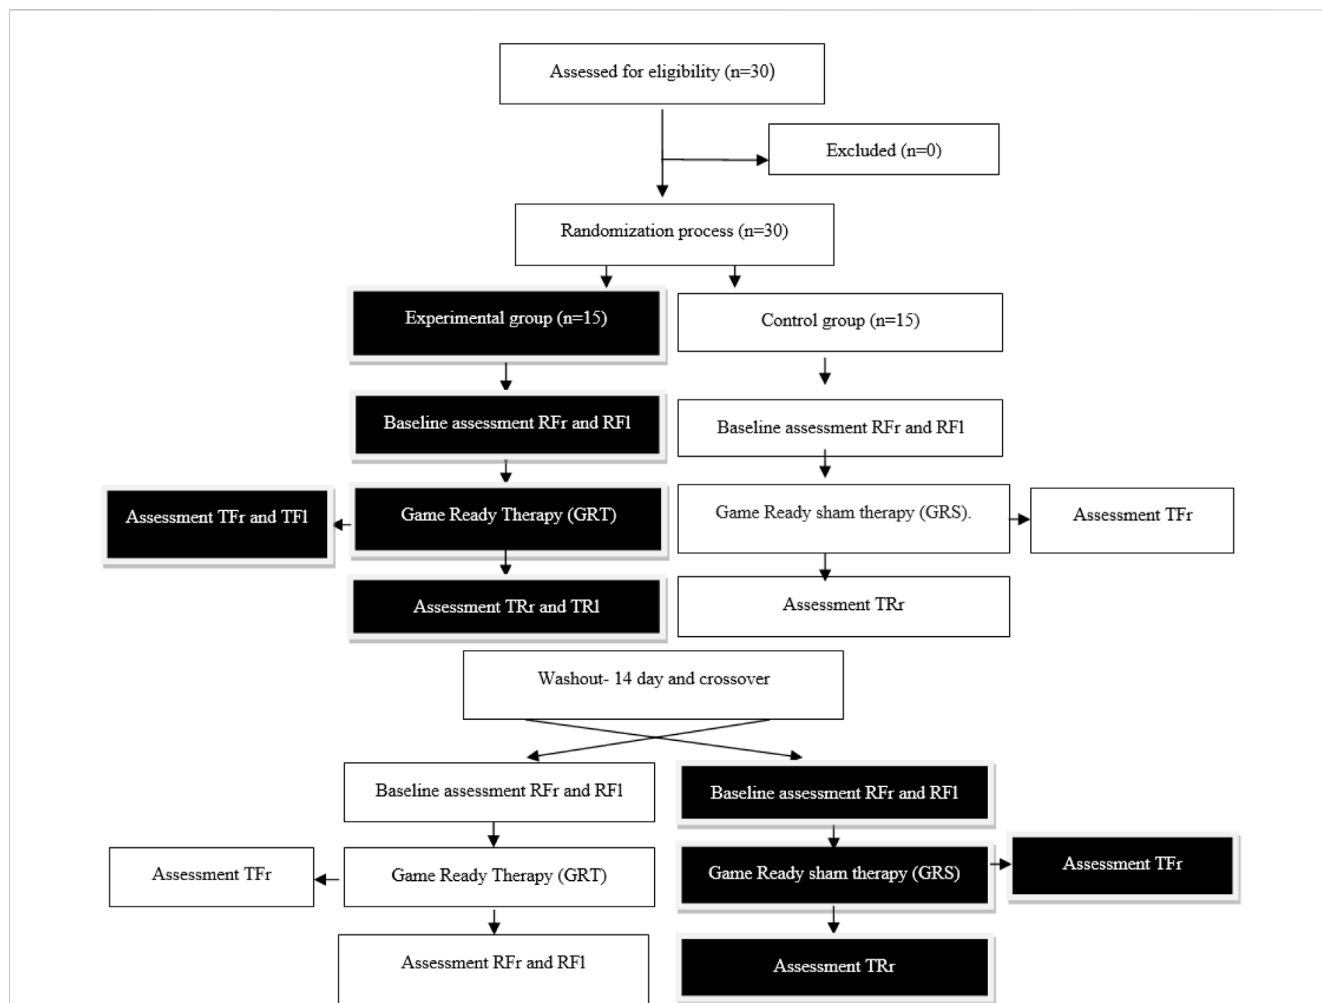 Assessed for eligibility (n=30)
Excluded (n=0)
Randomization process (n=30)
Experimental group (n=15)
Control group (n=15)
Baseline assessment RFr and RFl
Baseline assessment RFr and RFl
Assessment TFr and TFl
Game Ready Therapy (GRT)
Game Ready sham therapy (GRS).
Assessment TFr
Assessment TRr and TRl
Assessment TRr
Washout- 14 day and crossover
Baseline assessment RFr and RFl
Baseline assessment RFr and RFl
Assessment TFr
Game Ready Therapy (GRT)
Game Ready sham therapy (GRS)
Assessment TFr
Assessment RFr and RFl
Assessment TRr